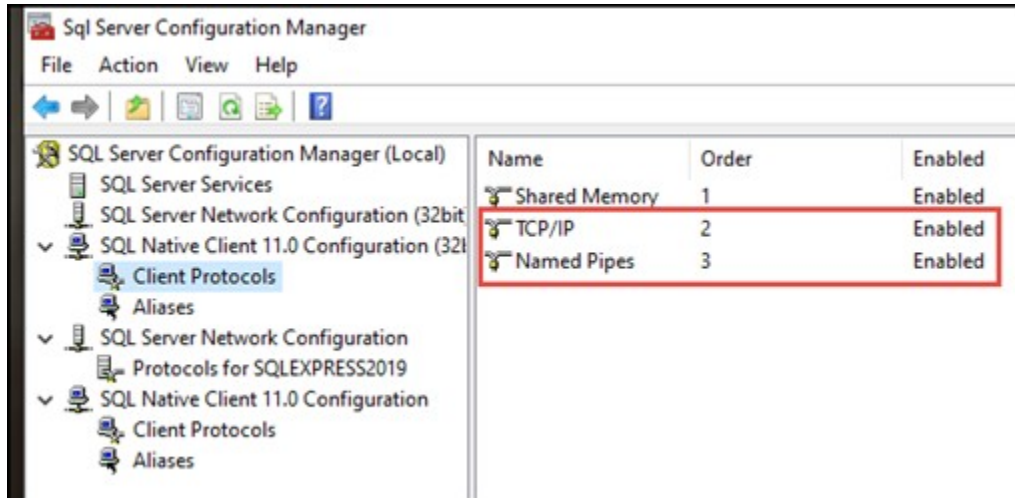 Sql Server Configuration Manager
File Action View Help
SQL Server Configuration Manager (Local)
SQL Server Services
SQL Server Network Configuration (32bit
SQL Native Client 11.0 Configuration (32b
Client Protocols
Aliases
SQL Server Network Configuration
Protocols for SQLEXPRESS2019
SQL Native Client 11.0 Configuration
Client Protocols
Aliases
Name Order Enabled
Shared Memory 1 Enabled
TCP/IP 2 Enabled
Named Pipes 3 Enabled